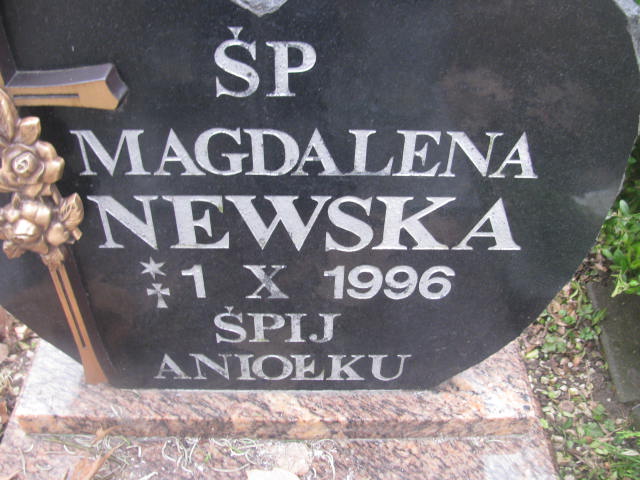 ŚP
MAGDALENA
NEWSKA
*✝1 X 1996
ŚPIJ
ANIOŁKU